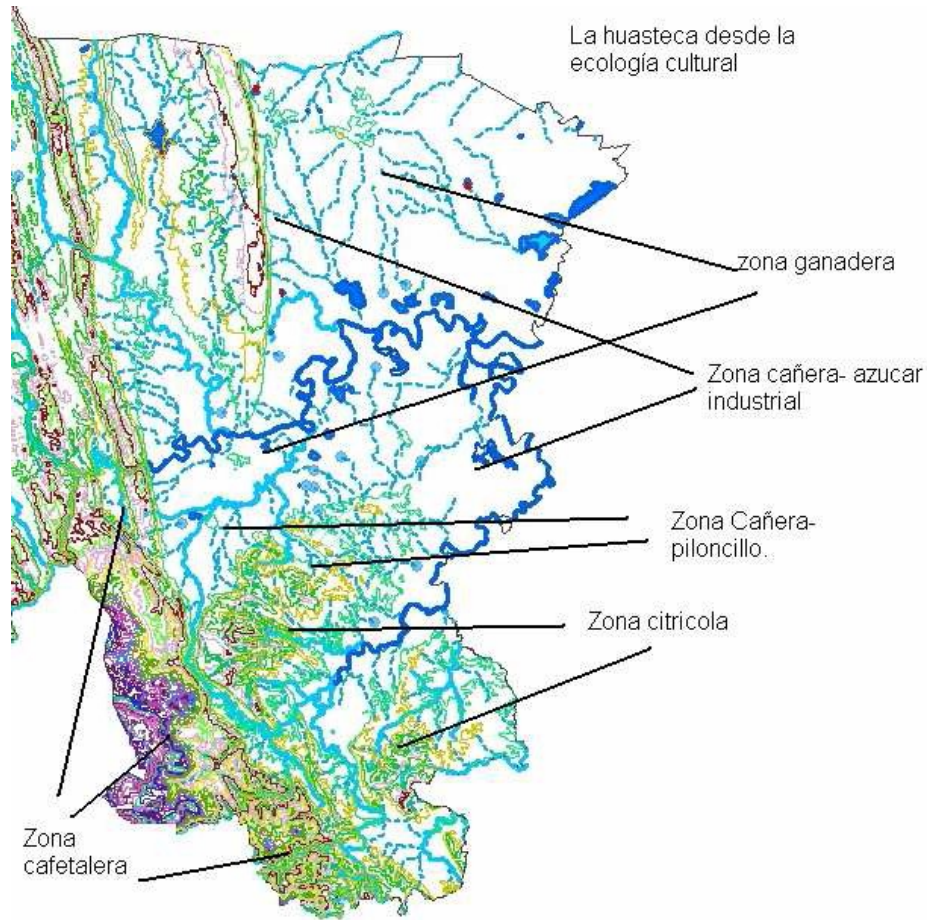 La huasteca desde la
ecología cultural
zona ganadera
Zona cañera- azucar
industrial
Zona Cañera-
piloncillo.
Zona citricola
Zona
cafetalera